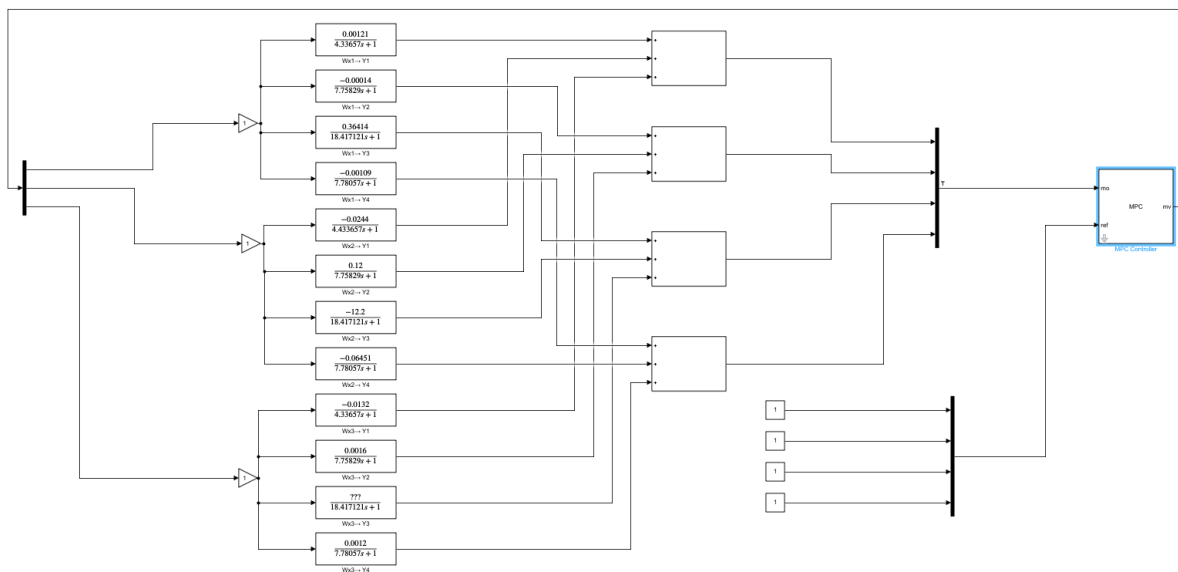 0.00121
4.33657s + 1
Wx1→ Y1
−0.00014
7.75829s + 1
Wx1→ Y2
0.36414
18.417121s + 1
Wx1→ Y3
−0.00109
7.78057s + 1
Wx1→ Y4
−0.0244
4.433657s + 1
Wx2→ Y1
0.12
7.75829s + 1
Wx2→ Y2
−12.2
18.417121s + 1
Wx2→ Y3
−0.06451
7.78057s + 1
Wx2→ Y4
−0.0132
4.33657s + 1
Wx3→ Y1
0.0016
7.75829s + 1
Wx3→ Y2
???
18.417121s + 1
Wx3→ Y3
0.0012
7.78057s + 1
Wx3→ Y4
1
1
1
+
+
+
+
+
+
+
+
+
+
+
+
T
mo
MPC
mv
ref
MPC Controller
1
1
1
1